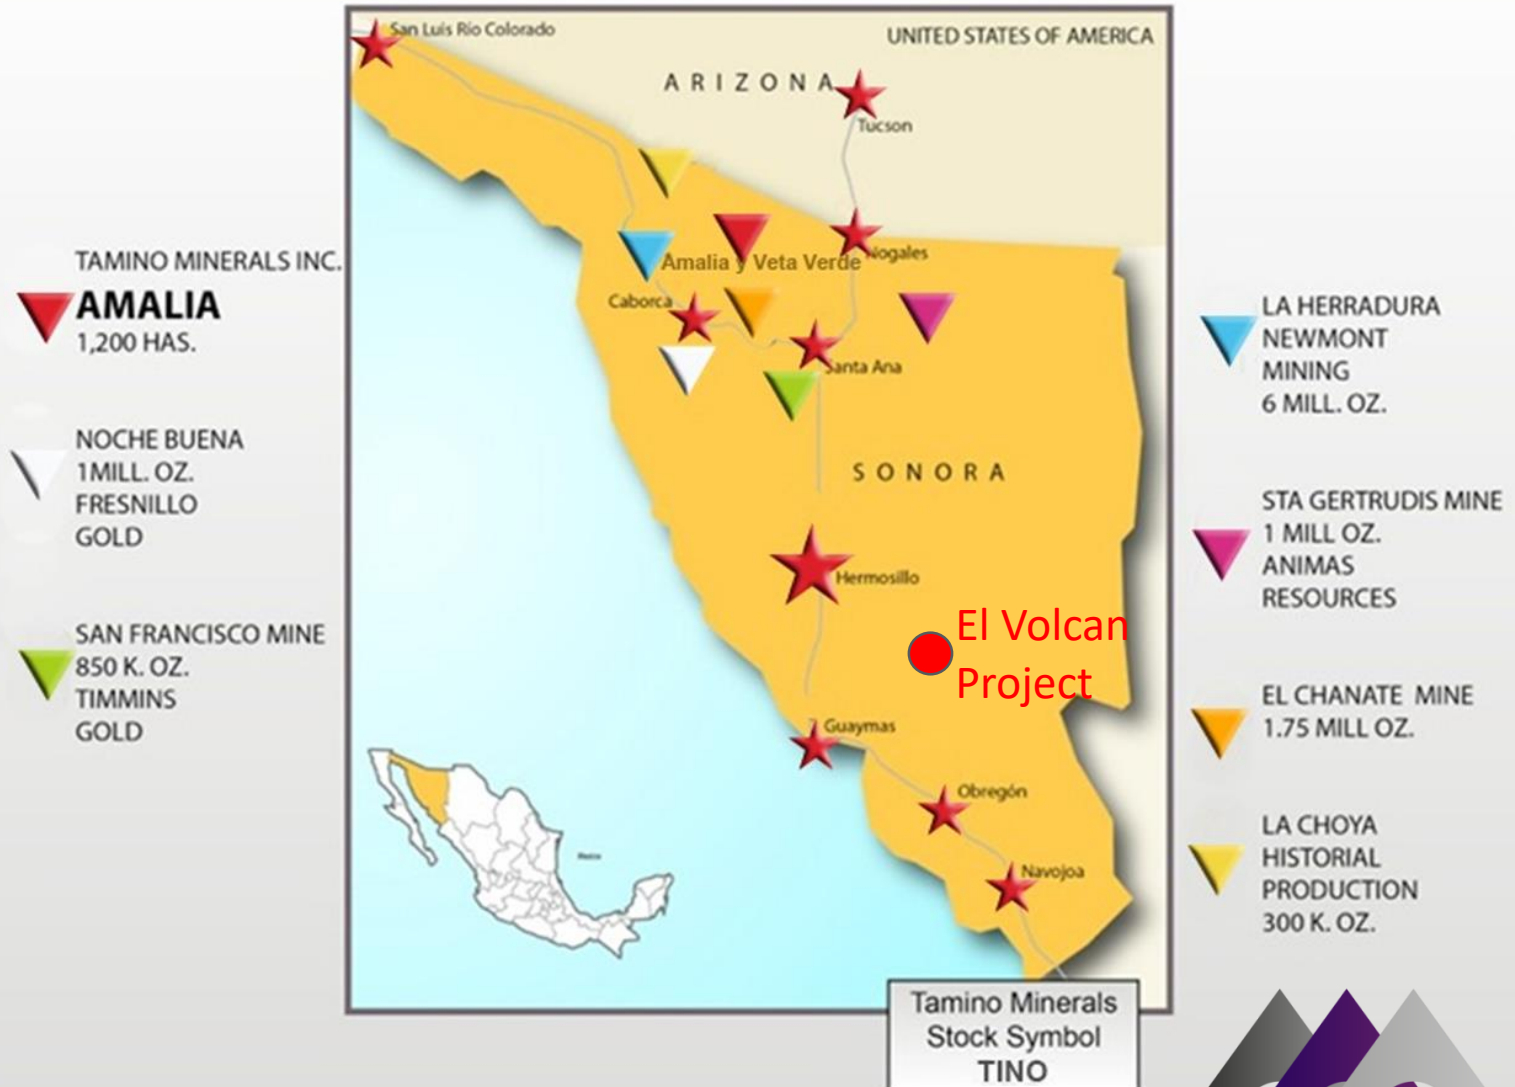 San Luis Río Colorado
UNITED STATES OF AMERICA
ARIZONA
Tucson
Nogales
Amalia y Veta Verde
Caborca
Santa Ana
SONORA
Hermosillo
El Volcan
Project
Guaymas
Obregón
Navojoa
TAMINO MINERALS INC.
AMALIA
1,200 HAS.
NOCHE BUENA
1MILL. OZ.
FRESNILLO
GOLD
SAN FRANCISCO MINE
850 K. OZ.
TIMMINS
GOLD
LA HERRADURA
NEWMONT
MINING
6 MILL. OZ.
STA GERTRUDIS MINE
1 MILL OZ.
ANIMAS
RESOURCES
EL CHANATE MINE
1.75 MILL OZ.
LA CHOYA
HISTORIAL
PRODUCTION
300 K. OZ.
Tamino Minerals
Stock Symbol
TINO